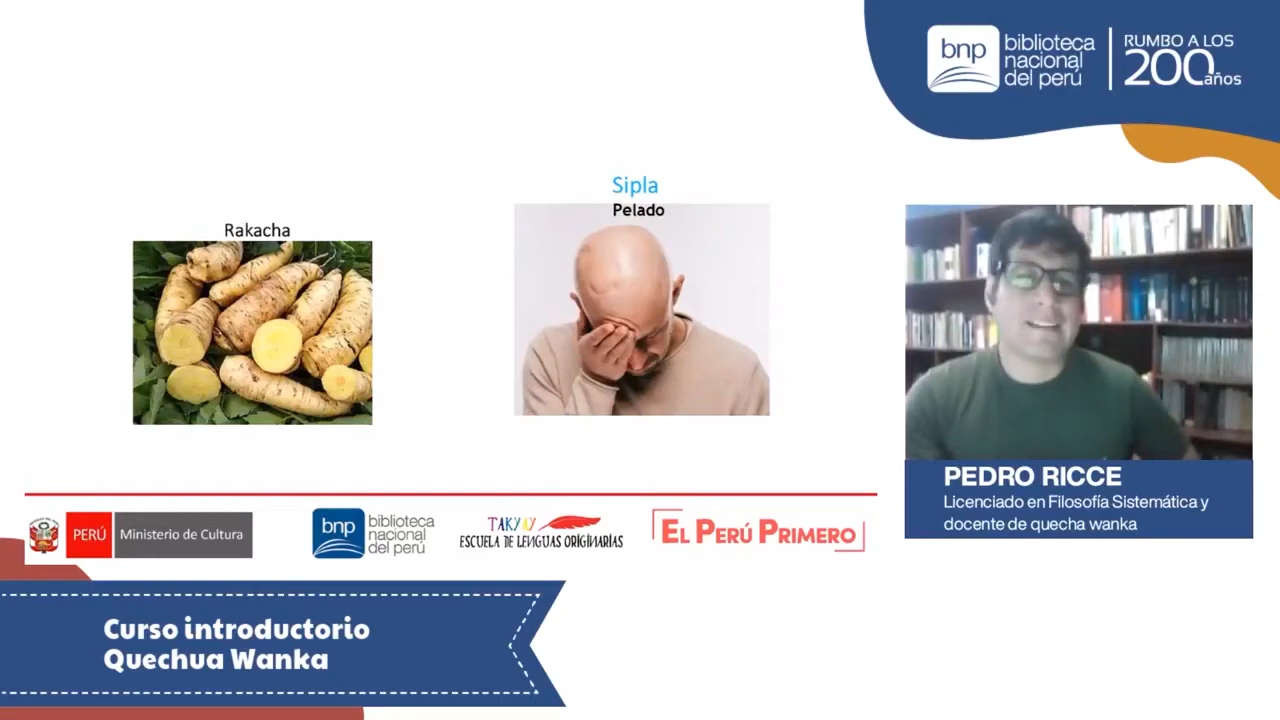 bnp
biblioteca
nacional
del perú
RUMBO A LOS
200
años
Sipla
Pelado
Rakacha
PEDRO RICCE
Licenciado en Filosofía Sistemática y
docente de quecha wanka
PERÚ
Ministerio de Cultura
bnp
biblioteca
nacional
del perú
TAKYAY
ESCUELA DE LENGUAS ORIGINARIAS
EL PERÚ PRIMERO
Curso introductorio
Quechua Wanka